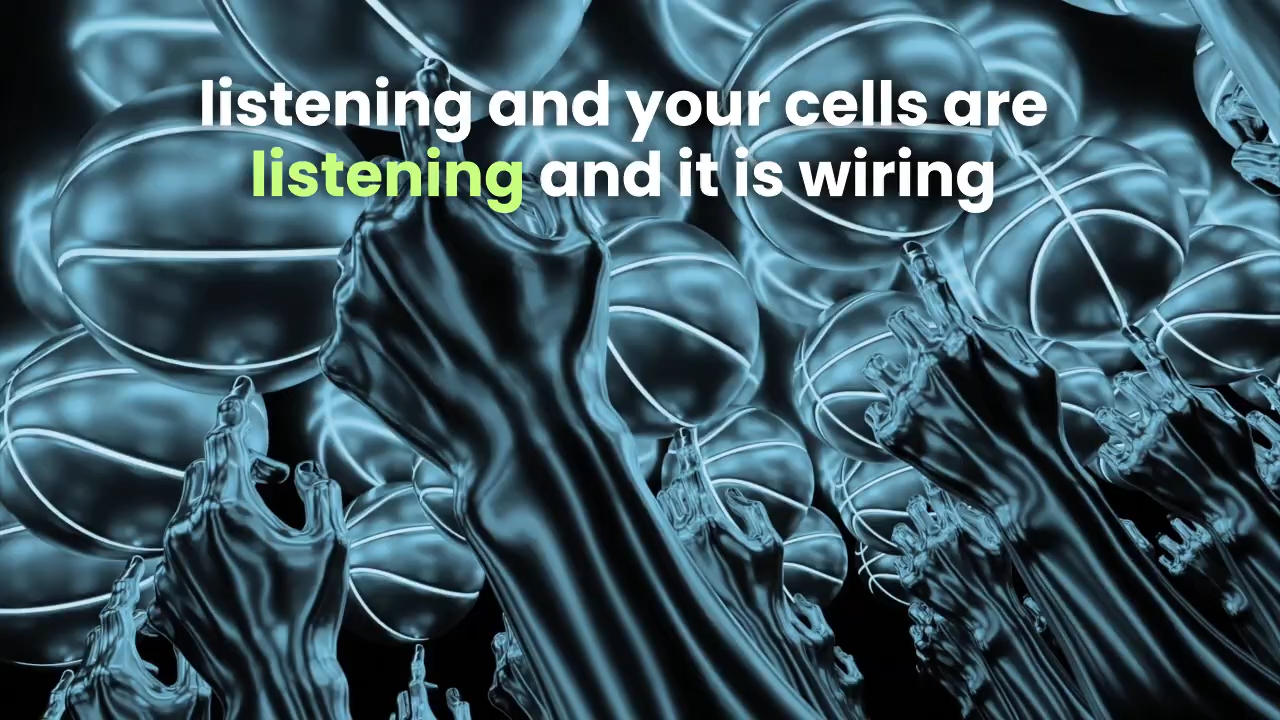 listening and your cells are
listening and it is wiring